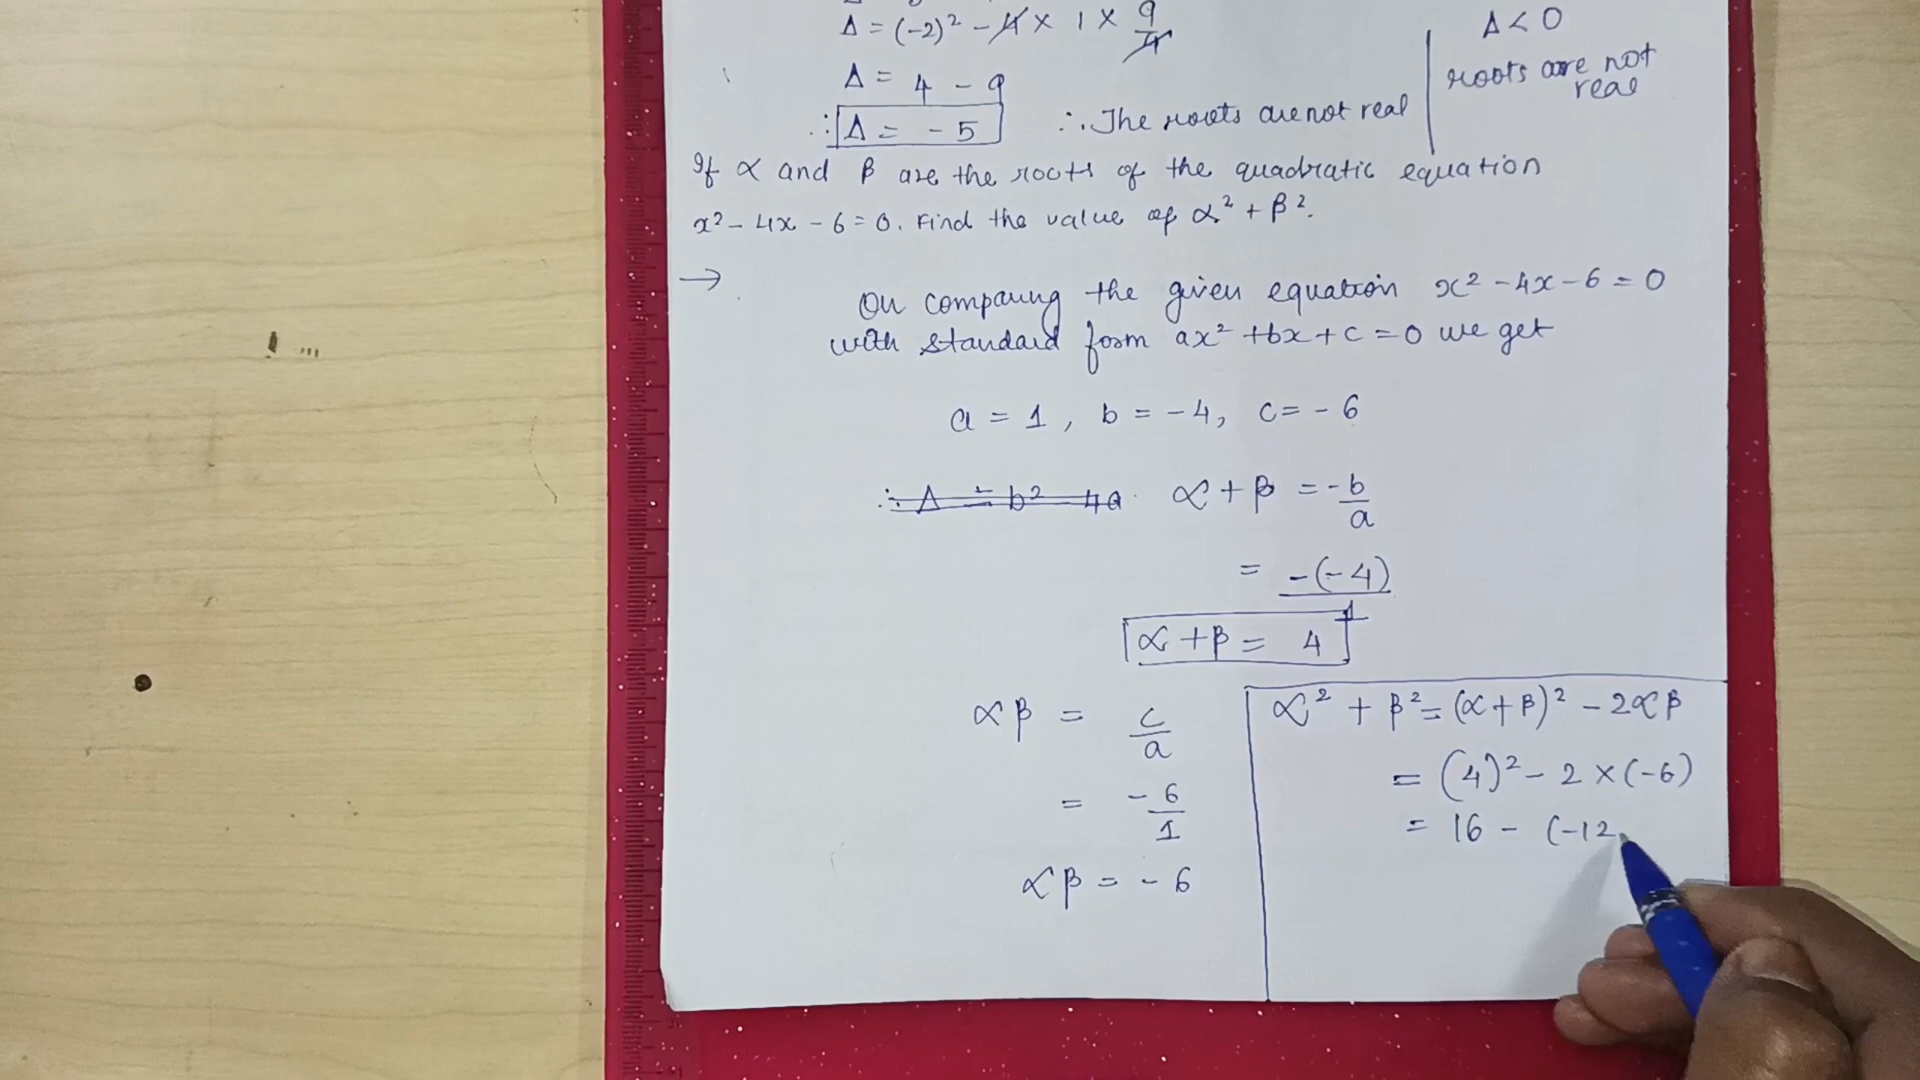 Δ = (-2)² - 4 × 1 × 9/4
Δ = 4 - 9
∴ Δ = - 5
∴ The roots are not real
Δ < 0
roots are not
real
If α and β are the roots of the quadratic equation
x² - 4x - 6 = 0. Find the value of α² + β².
→
On comparing the given equation x² - 4x - 6 = 0
with standard form ax² + bx + c = 0 we get
a = 1, b = -4, c = - 6
∴ Δ = b² 4a
α + β = -b/a
= -(-4)/1
α + β = 4
αβ = c/a
= -6/1
αβ = - 6
α² + β² = (α + β)² - 2αβ
= (4)² - 2 × (-6)
= 16 - (-12